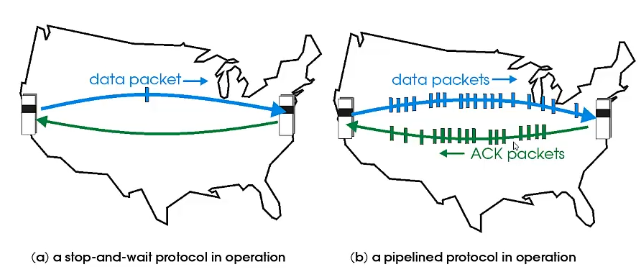 data packet
data packets
ACK packets
(a) a stop-and-wait protocol in operation
(b) a pipelined protocol in operation